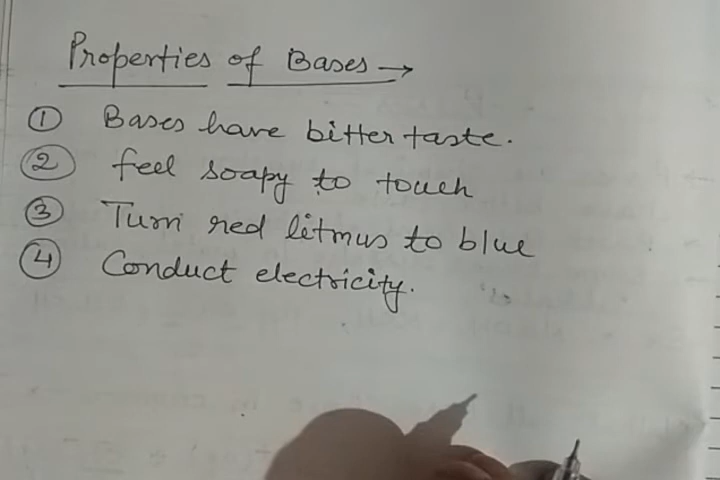 Properties of Bases →
① Bases have bitter taste.
② feel soapy to touch
③ Turn red litmus to blue
④ Conduct electricity.